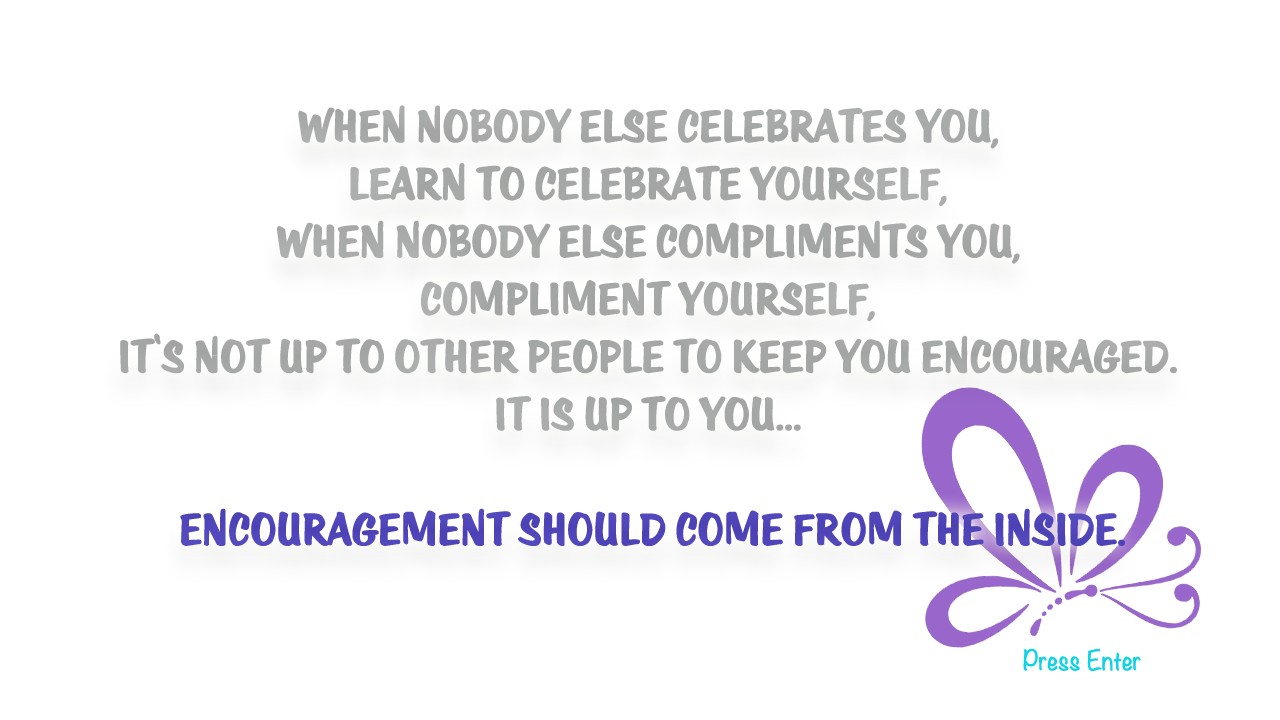 WHEN NOBODY ELSE CELEBRATES YOU,
LEARN TO CELEBRATE YOURSELF,
WHEN NOBODY ELSE COMPLIMENTS YOU,
COMPLIMENT YOURSELF,
IT‘S NOT UP TO OTHER PEOPLE TO KEEP YOU ENCOURAGED.
IT IS UP TO YOU...
ENCOURAGEMENT SHOULD COME FROM THE INSIDE.
Press Enter